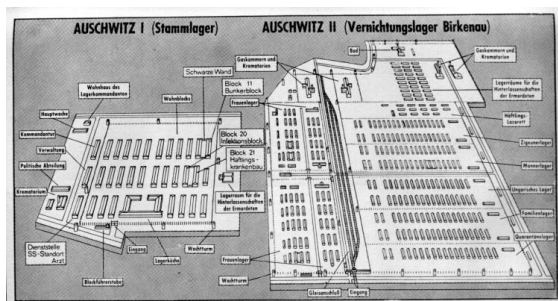 AUSCHWITZ I (Stammlager)
AUSCHWITZ II (Vernichtungslager Birkenau)
Wohnhaus des
Lagerkommandanten
Hauptwache
Kommandantur
Verwaltung
Politische Abteilung
Krematorium
Dienststelle
SS-Standort
Arzt
Blockführerstube
Eingang
Lagerküche
Wachtturm
Schwarze Wand
Block 11
Bunkerblock
Wohnblocks
Block 20
Infektionsblock
Block 21
Häftlings-
krankenbau
Lagerraum für die
Hinterlassenschaften
der Ermordeten
Gaskammern und
Krematorien
Frauenlager
Bad
Gaskammern und
Krematorien
Lagerräume für die
Hinterlassenschaften
der Ermordeten
Häftlings-
Lazarett
Zigeunerlager
Männerlager
Ungarisches Lager
Familienlager
Quarantänelager
Frauenlager
Wachtturm
Gleisanschluß
Eingang